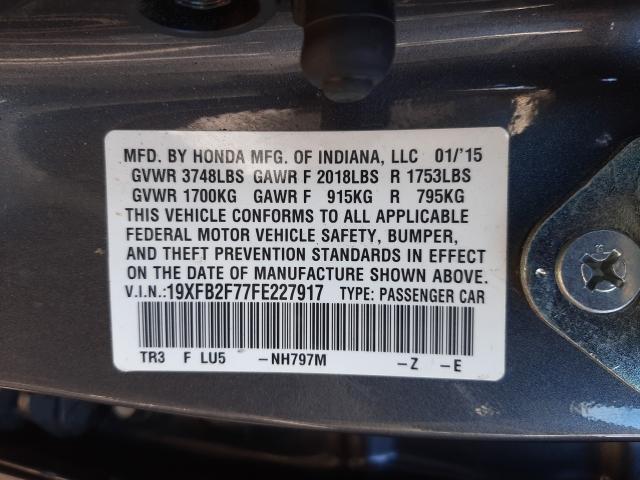 MFD. BY HONDA MFG. OF INDIANA, LLC 01/'15
GVWR 3748LBS GAWR F 2018LBS R 1753LBS
GVWR 1700KG GAWR F 915KG R 795KG
THIS VEHICLE CONFORMS TO ALL APPLICABLE
FEDERAL MOTOR VEHICLE SAFETY, BUMPER,
AND THEFT PREVENTION STANDARDS IN EFFECT
ON THE DATE OF MANUFACTURE SHOWN ABOVE.
V.I.N.:19XFB2F77FE227917 TYPE: PASSENGER CAR
TR3 F LU5 -NH797M -Z -E